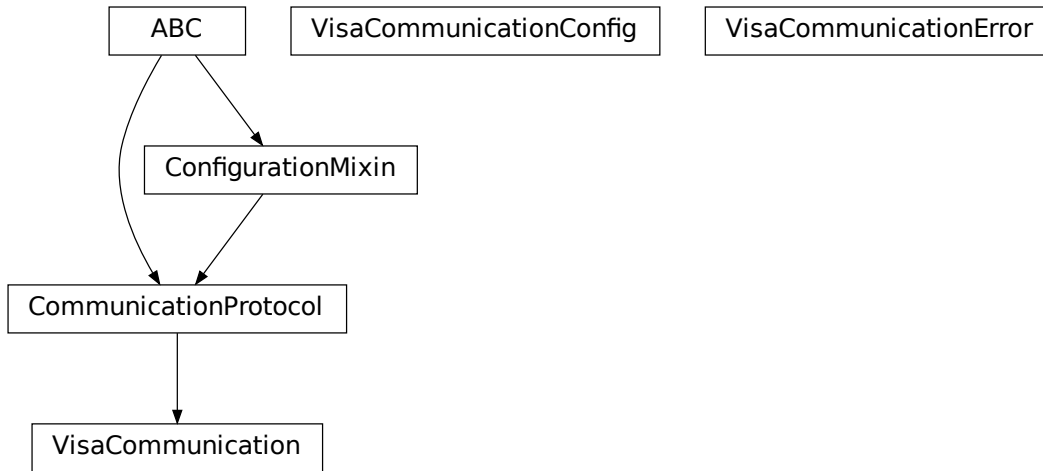 ABC
VisaCommunicationConfig
VisaCommunicationError
ConfigurationMixin
CommunicationProtocol
VisaCommunication